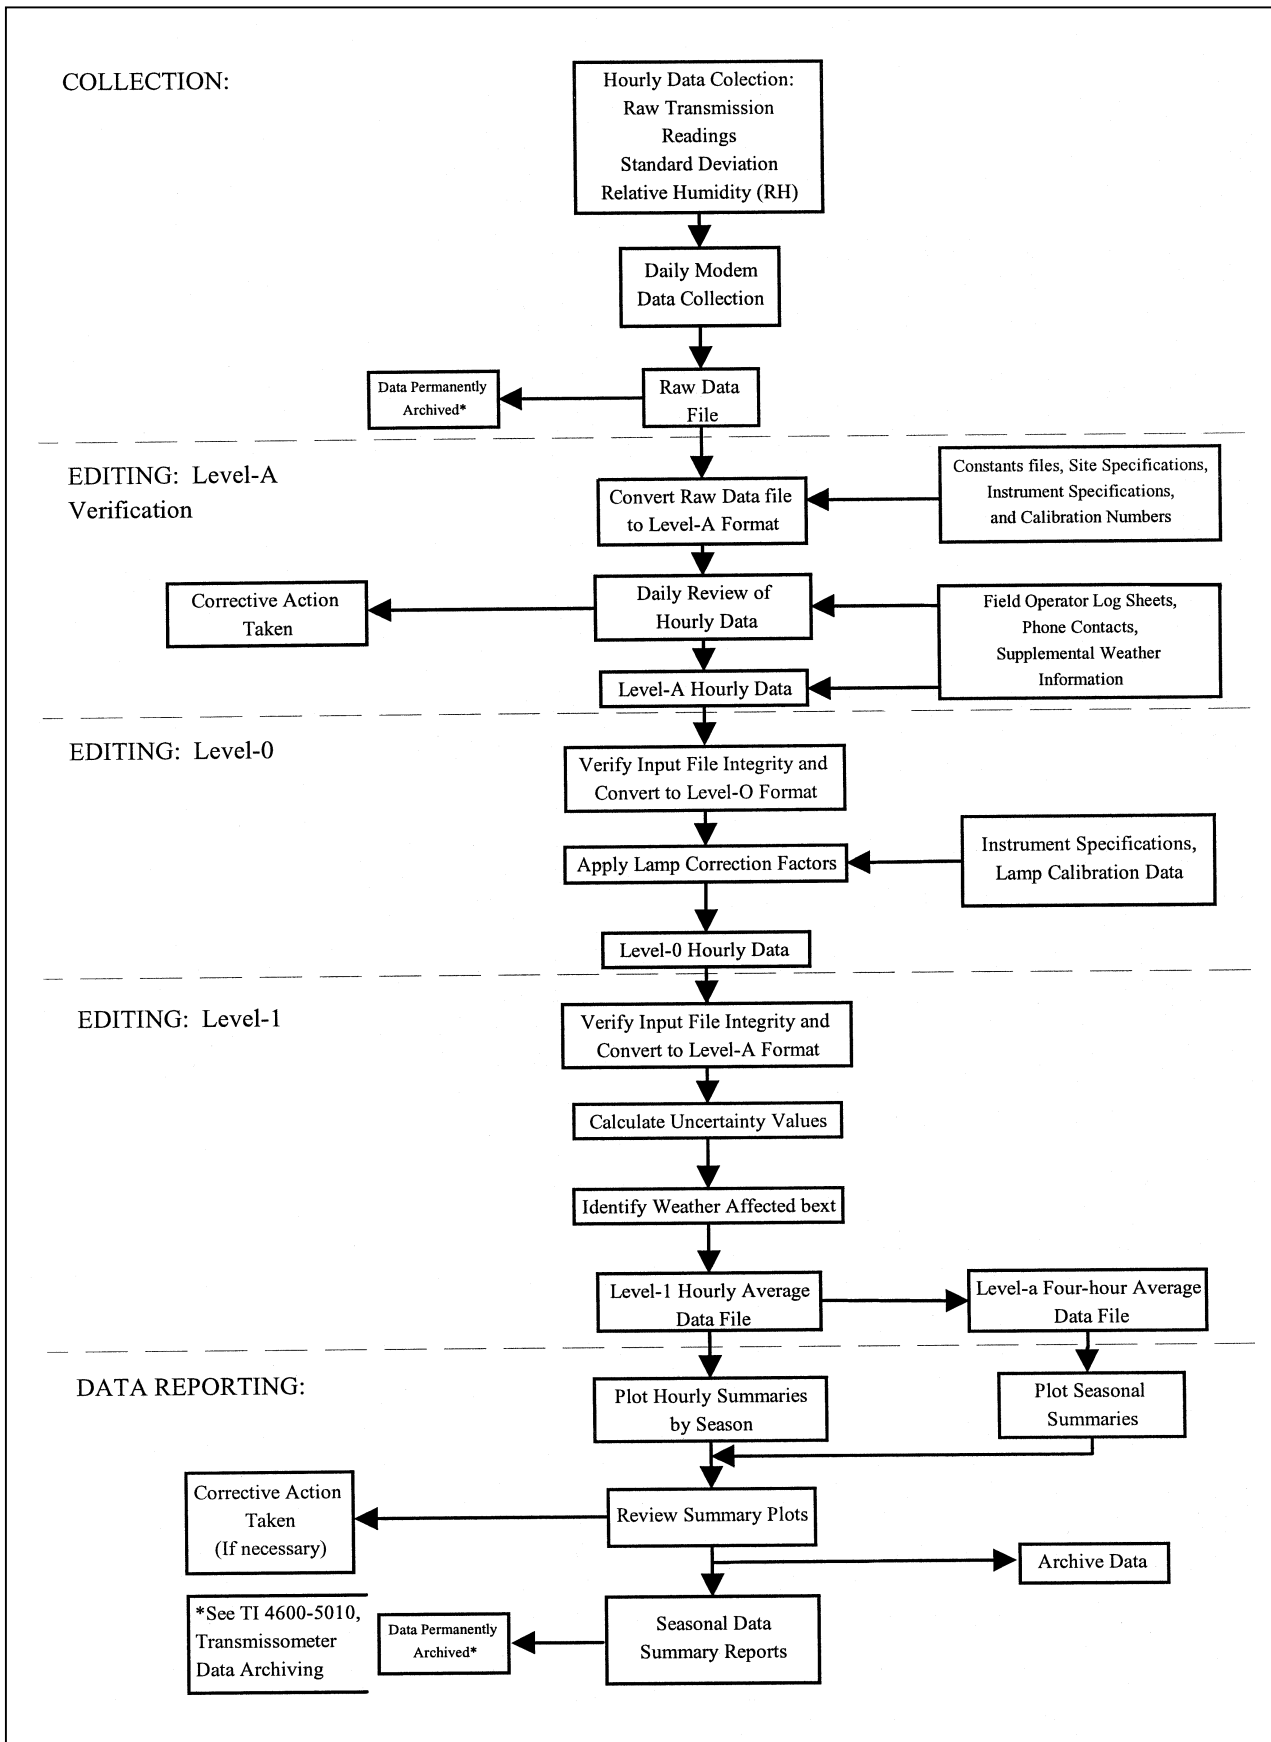 COLLECTION:
Hourly Data Colection:
Raw Transmission
Readings
Standard Deviation
Relative Humidity (RH)
Daily Modem
Data Collection
Data Permanently
Archived*
Raw Data
File
EDITING: Level-A
Verification
Convert Raw Data file
to Level-A Format
Constants files, Site Specifications,
Instrument Specifications,
and Calibration Numbers
Corrective Action
Taken
Daily Review of
Hourly Data
Field Operator Log Sheets,
Phone Contacts,
Supplemental Weather
Information
Level-A Hourly Data
EDITING: Level-0
Verify Input File Integrity and
Convert to Level-O Format
Apply Lamp Correction Factors
Instrument Specifications,
Lamp Calibration Data
Level-0 Hourly Data
EDITING: Level-1
Verify Input File Integrity and
Convert to Level-A Format
Calculate Uncertainty Values
Identify Weather Affected bext
Level-1 Hourly Average
Data File
Level-a Four-hour Average
Data File
DATA REPORTING:
Plot Hourly Summaries
by Season
Plot Seasonal
Summaries
Corrective Action
Taken
(If necessary)
Review Summary Plots
Archive Data
*See TI 4600-5010,
Transmissometer
Data Archiving
Data Permanently
Archived*
Seasonal Data
Summary Reports